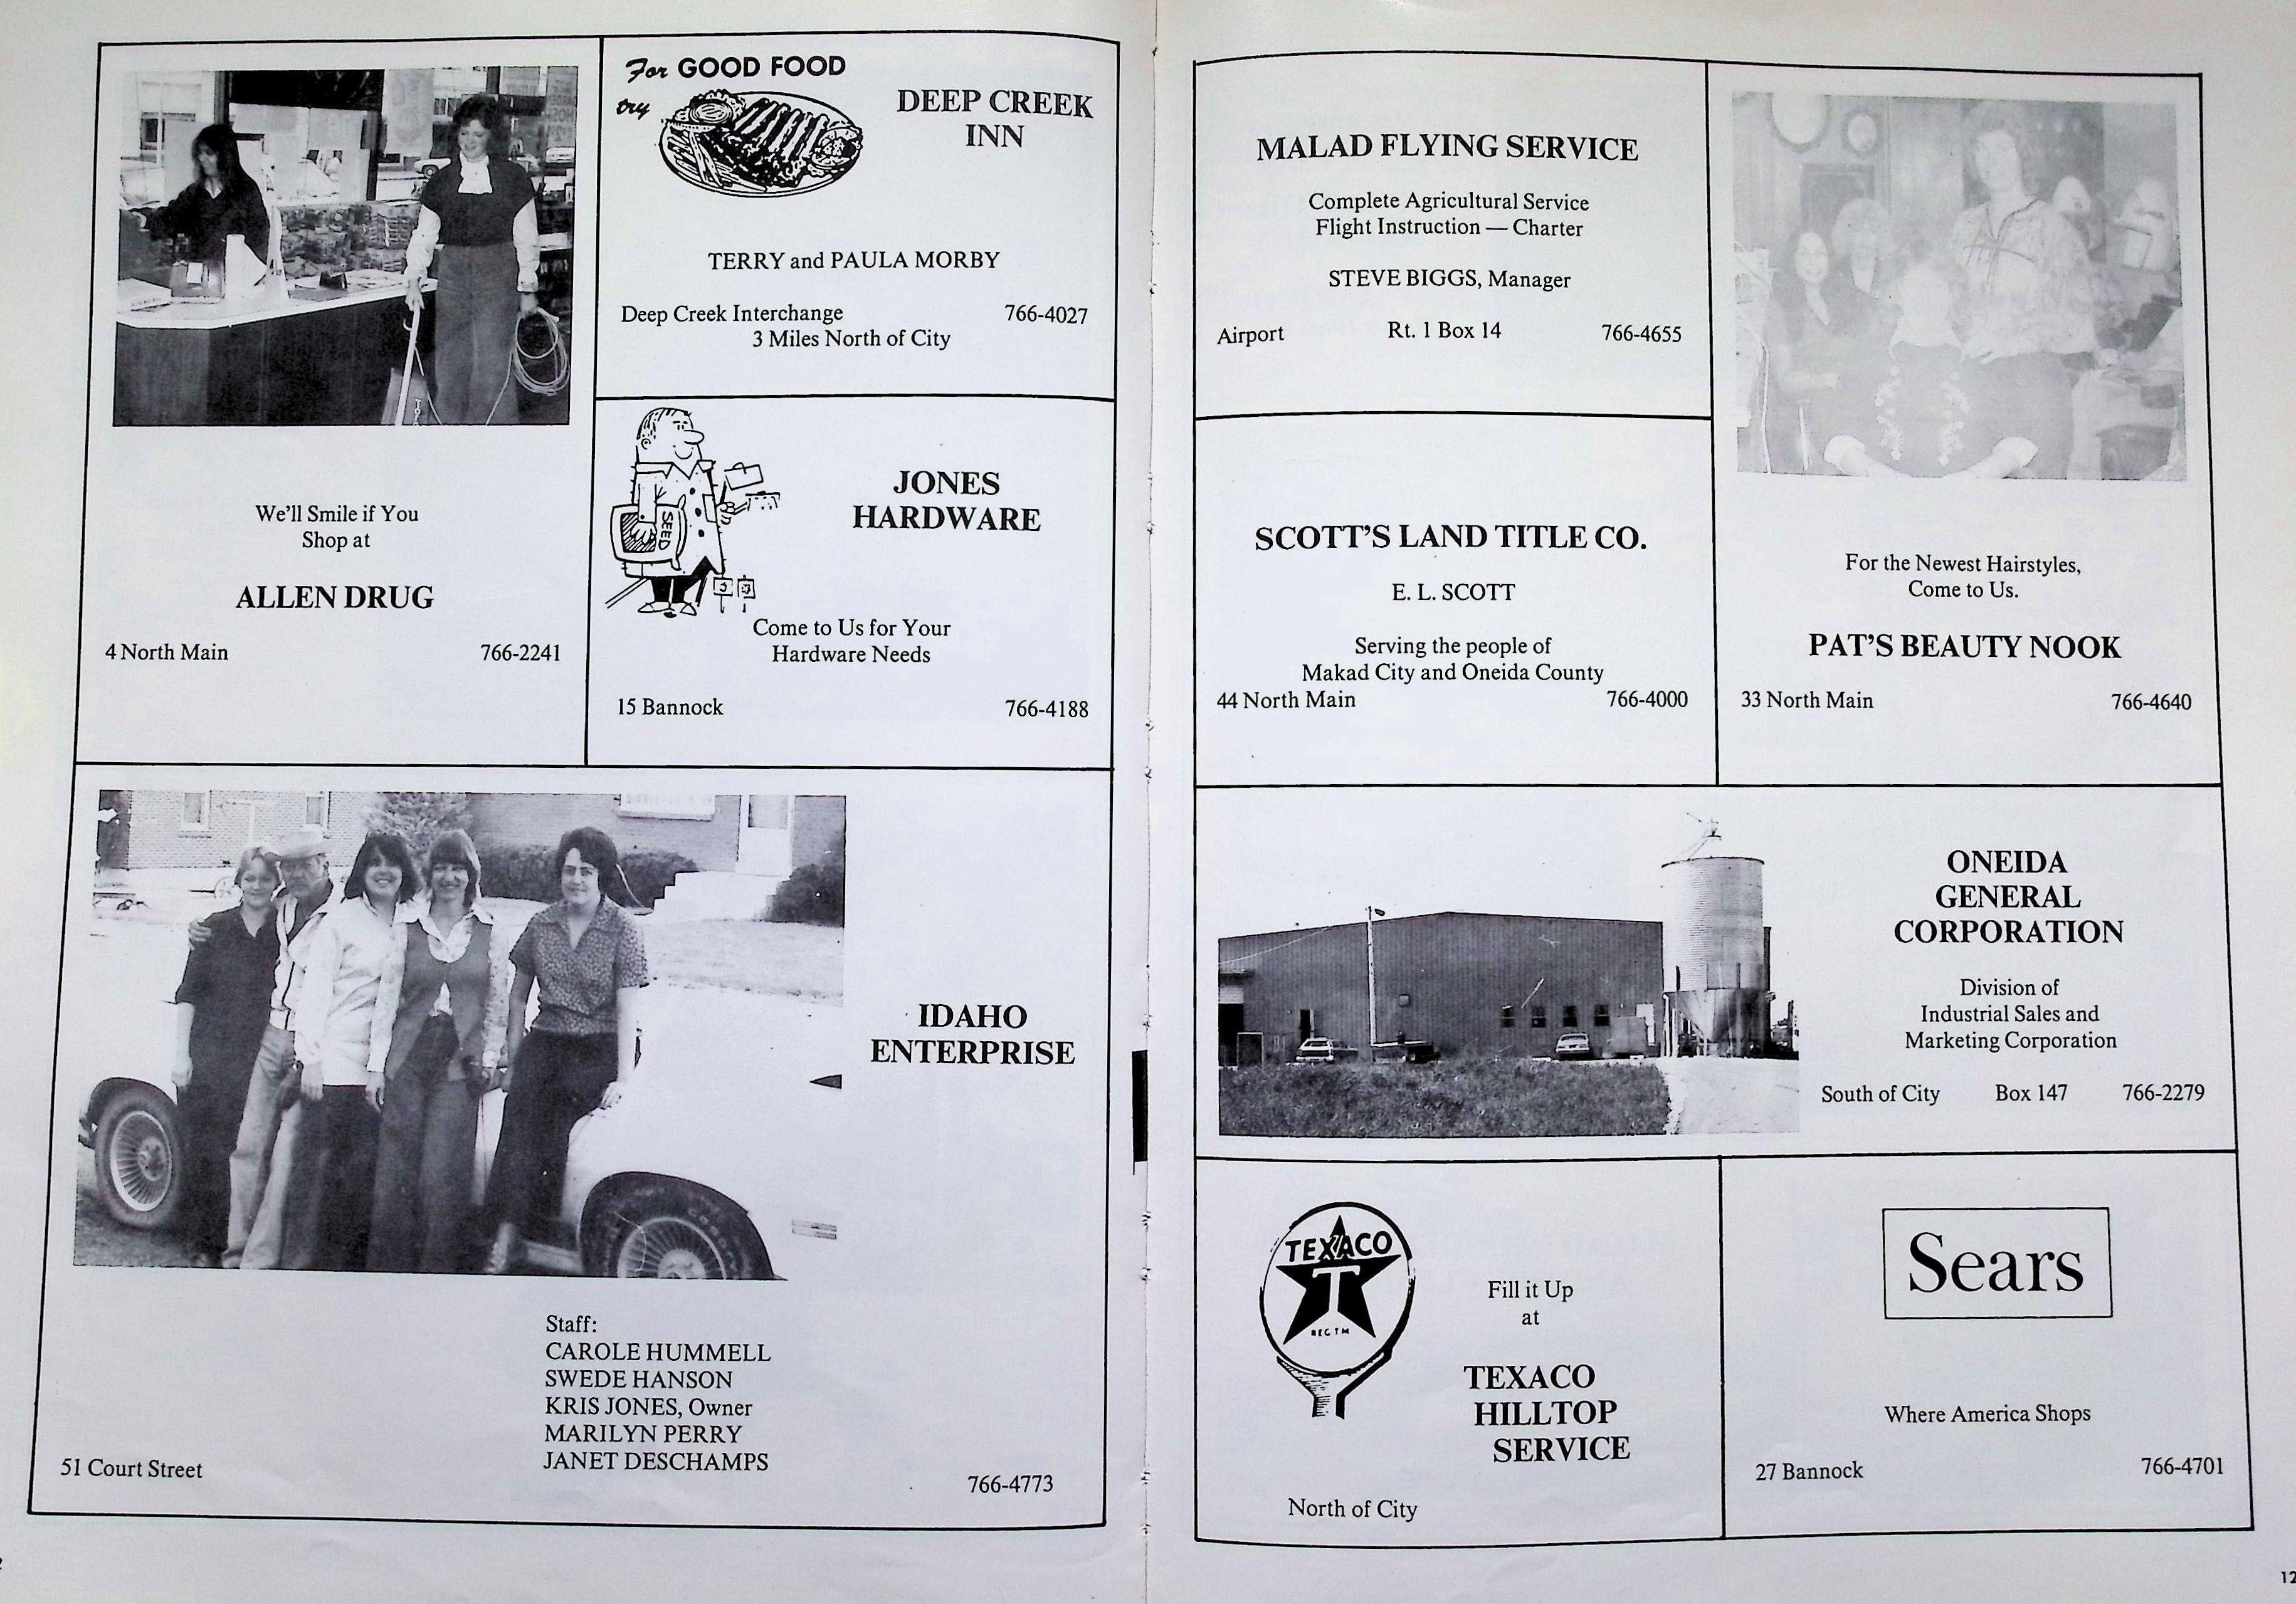 For GOOD FOOD
try
DEEP CREEK
INN
TERRY and PAULA MORBY
Deep Creek Interchange 766-4027
3 Miles North of City
We'll Smile if You
Shop at
ALLEN DRUG
4 North Main 766-2241
SEED
JONES
HARDWARE
Come to Us for Your
Hardware Needs
15 Bannock 766-4188
IDAHO
ENTERPRISE
Staff:
CAROLE HUMMELL
SWEDE HANSON
KRIS JONES, Owner
MARILYN PERRY
JANET DESCHAMPS
51 Court Street 766-4773
MALAD FLYING SERVICE
Complete Agricultural Service
Flight Instruction — Charter
STEVE BIGGS, Manager
Airport Rt. 1 Box 14 766-4655
SCOTT'S LAND TITLE CO.
E. L. SCOTT
Serving the people of
Makad City and Oneida County
44 North Main 766-4000
For the Newest Hairstyles,
Come to Us.
PAT'S BEAUTY NOOK
33 North Main 766-4640
ONEIDA
GENERAL
CORPORATION
Division of
Industrial Sales and
Marketing Corporation
South of City Box 147 766-2279
TEXACO
T
REG TM
Fill it Up
at
TEXACO
HILLTOP
SERVICE
North of City
Sears
Where America Shops
27 Bannock 766-4701